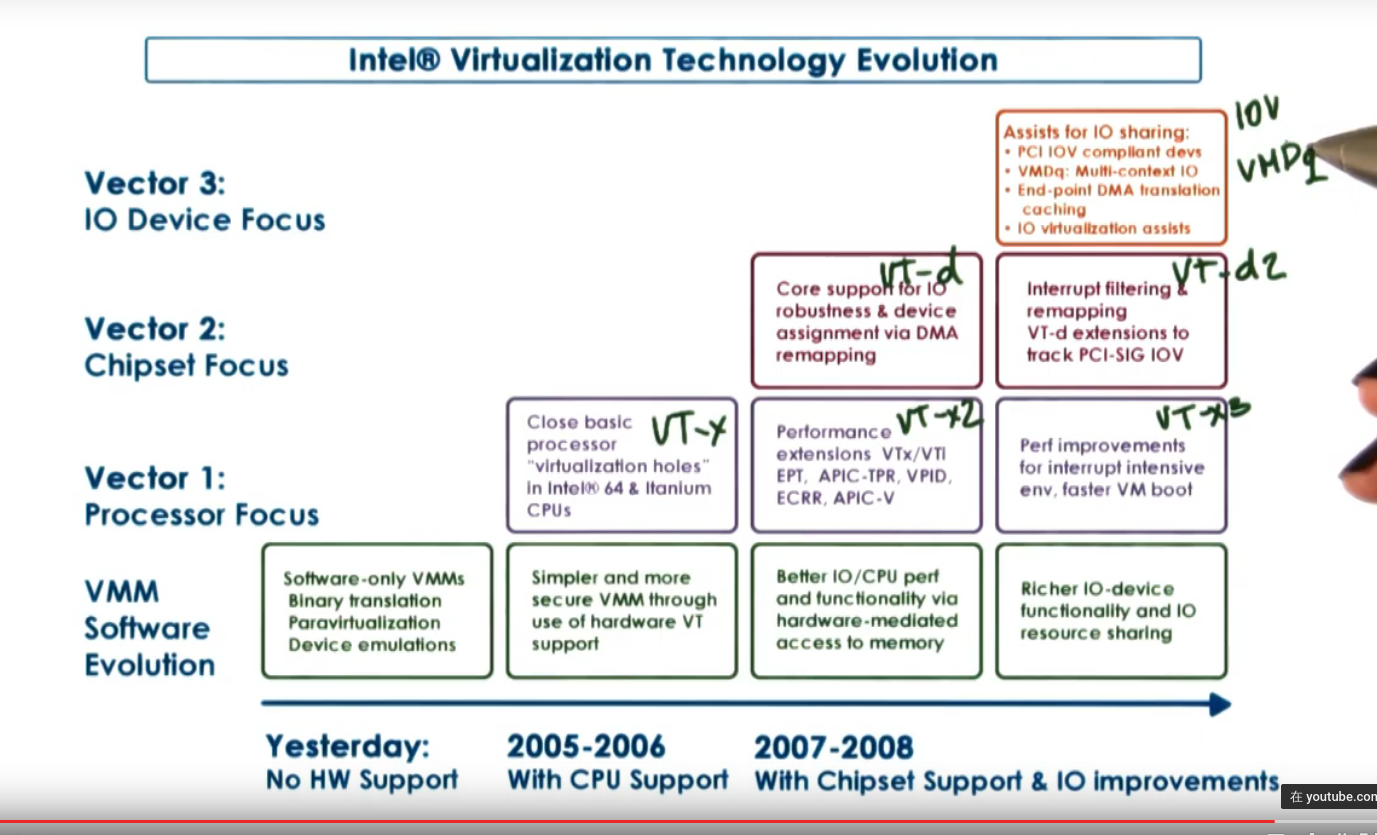 Intel® Virtualization Technology Evolution
IOV
VMDq
Vector 3:
IO Device Focus
Assists for IO sharing:
• PCI IOV compliant devs
• VMDq: Multi-context IO
• End-point DMA translation
caching
• IO virtualization assists
Vector 2:
Chipset Focus
VT-d
Core support for IO
robustness & device
assignment via DMA
remapping
VT-d2
Interrupt filtering &
remapping
VT-d extensions to
track PCI-SIG IOV
Vector 1:
Processor Focus
VT-x
Close basic
processor
"virtualization holes"
in Intel® 64 & Itanium
CPUs
VT-x2
Performance
extensions VTx/VTi
EPT, APIC-TPR, VPID,
ECRR, APIC-V
VT-x3
Perf improvements
for interrupt intensive
env, faster VM boot
VMM
Software
Evolution
Software-only VMMs
Binary translation
Paravirtualization
Device emulations
Simpler and more
secure VMM through
use of hardware VT
support
Better IO/CPU perf
and functionality via
hardware-mediated
access to memory
Richer IO-device
functionality and IO
resource sharing
Yesterday:
No HW Support
2005-2006
With CPU Support
2007-2008
With Chipset Support & IO improvements
在 youtube.com